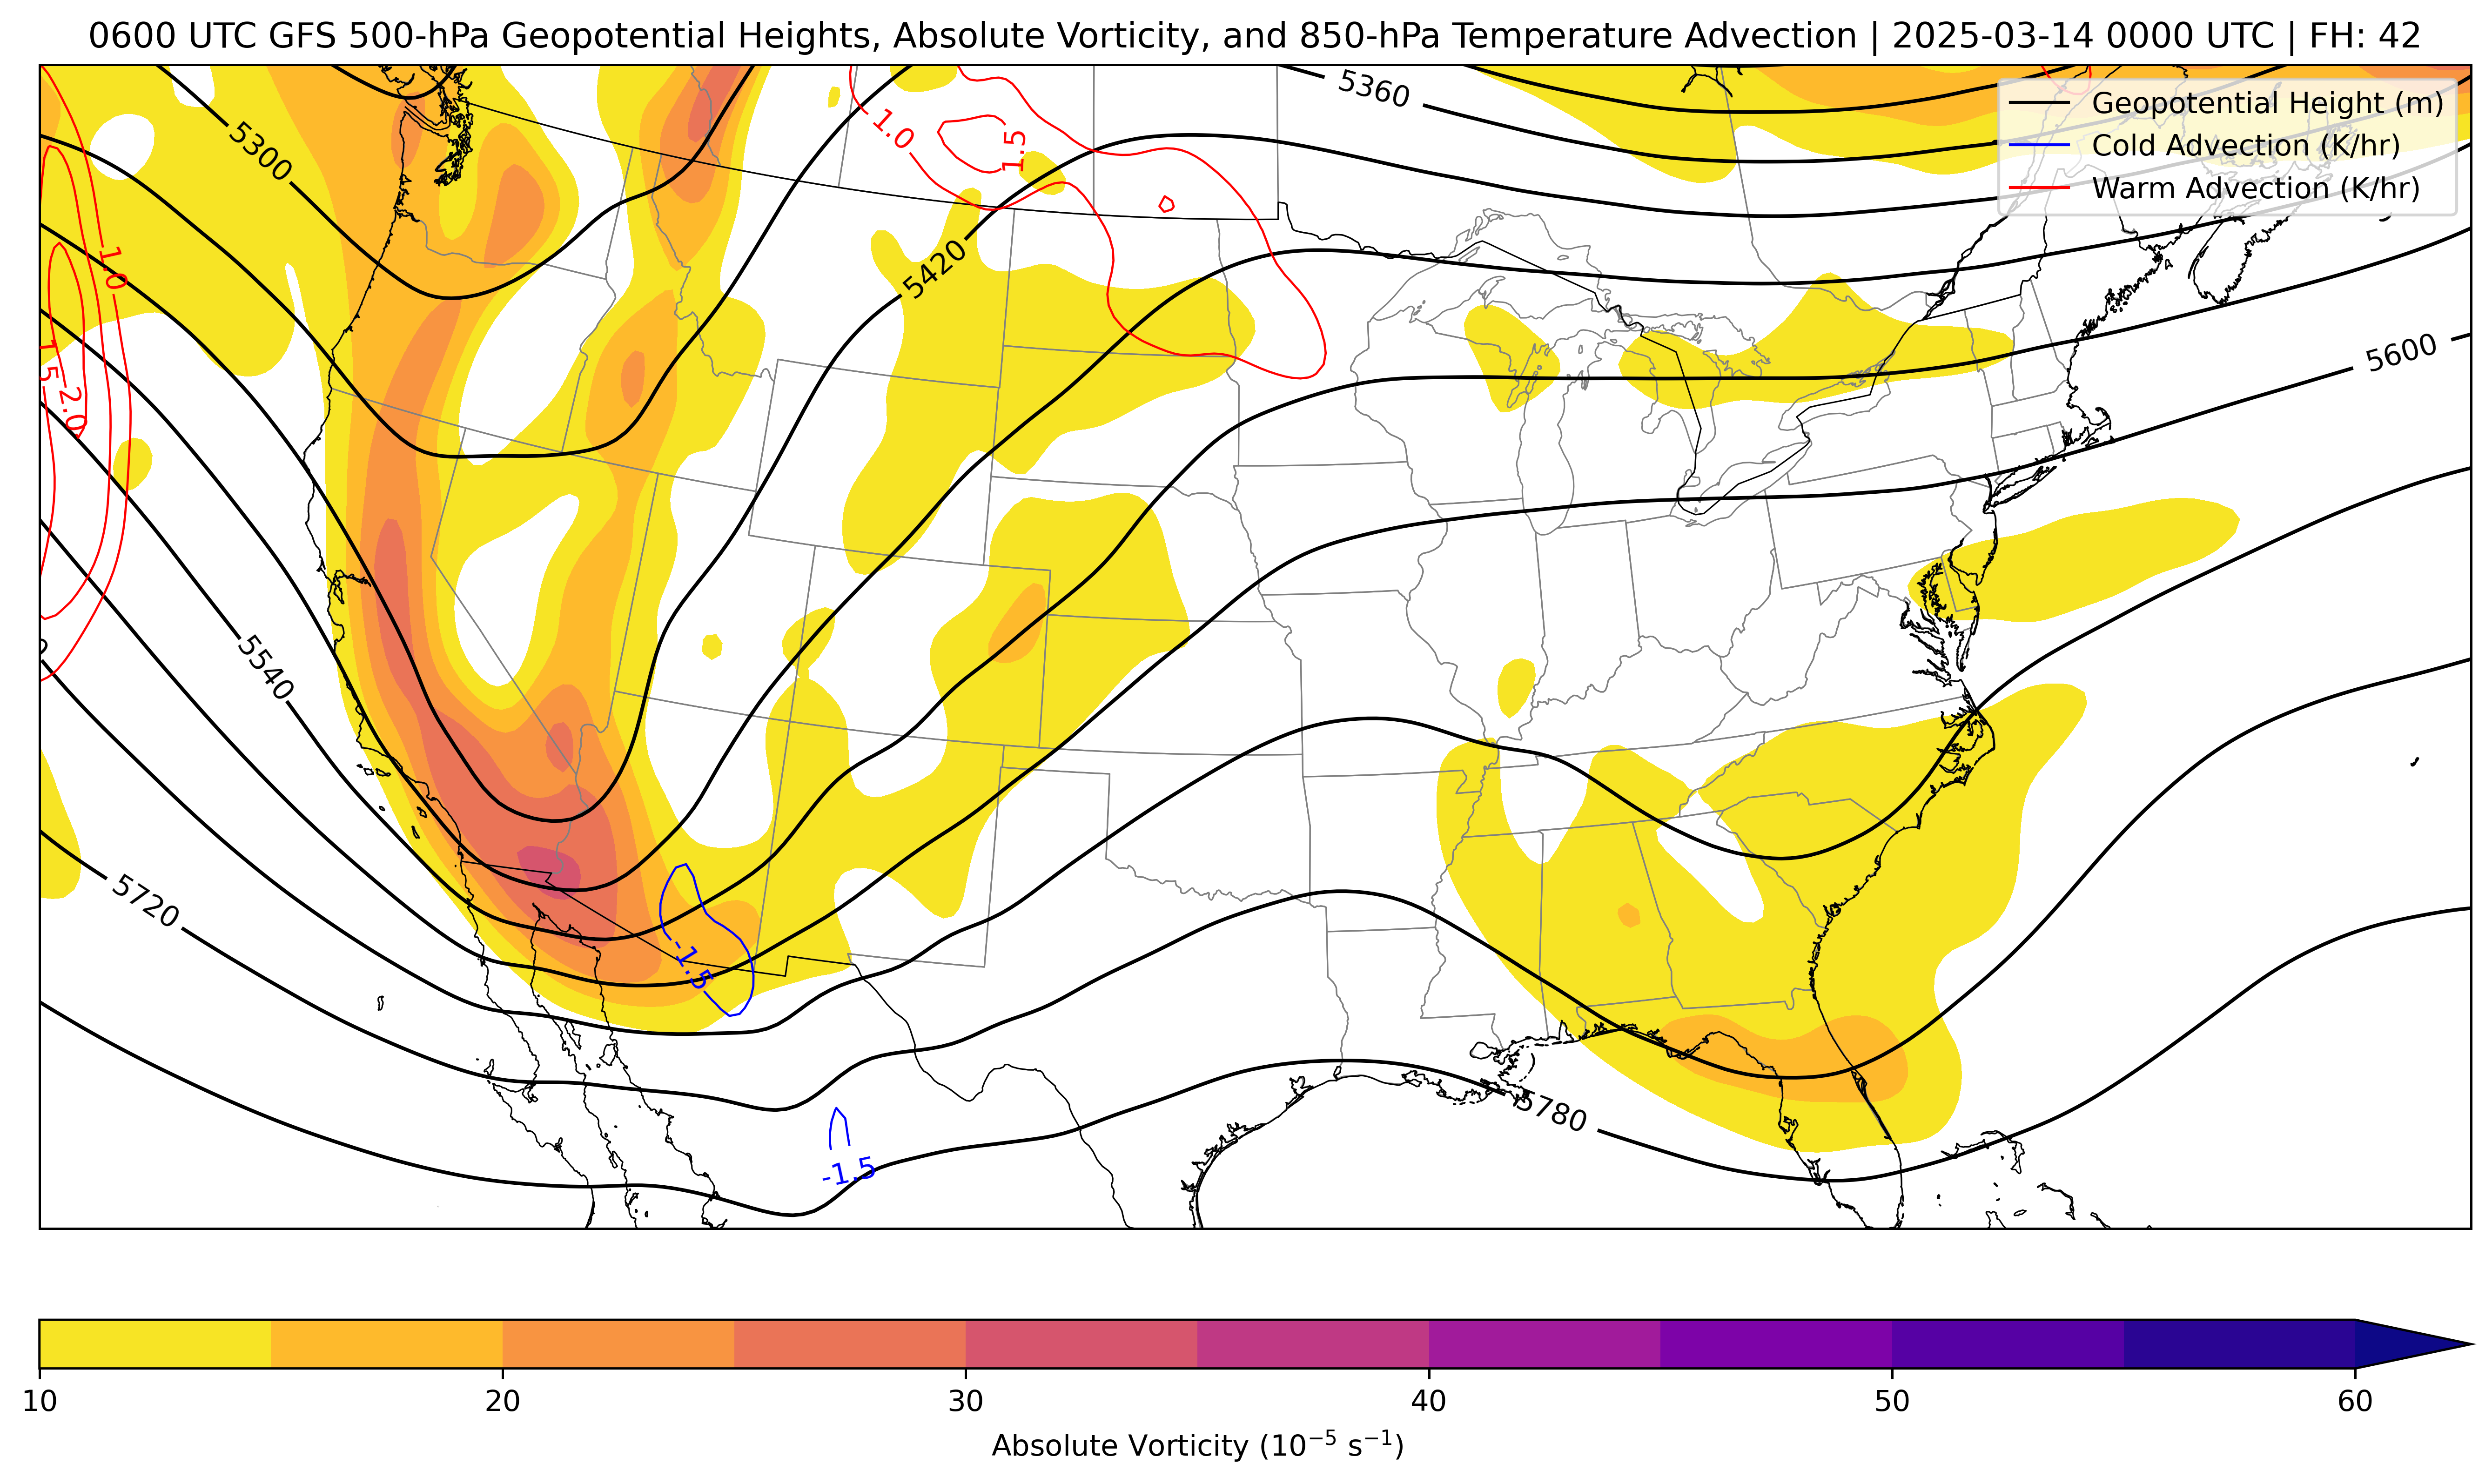 0600 UTC GFS 500-hPa Geopotential Heights, Absolute Vorticity, and 850-hPa Temperature Advection | 2025-03-14 0000 UTC | FH: 42
Geopotential Height (m)
Cold Advection (K/hr)
Warm Advection (K/hr)
5360
5300
1.0
1.5
5420
1.0
5600
2.0
5540
5720
-1.5
5780
-1.5
10 20 30 40 50 60
Absolute Vorticity (10⁻⁵ s⁻¹)